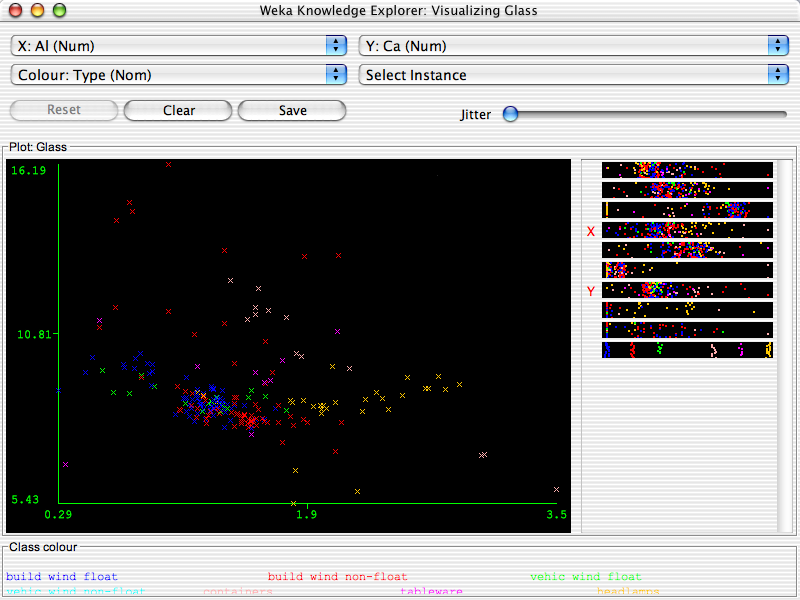 Weka Knowledge Explorer: Visualizing Glass
X: Al (Num)
Y: Ca (Num)
Colour: Type (Nom)
Select Instance
Reset
Clear
Save
Jitter
Plot: Glass
16.19
10.81
5.43
0.29
1.9
3.5
X
Y
Class colour
build wind float
build wind non-float
vehic wind float
vehic wind non-float
containers
tableware
headlamps